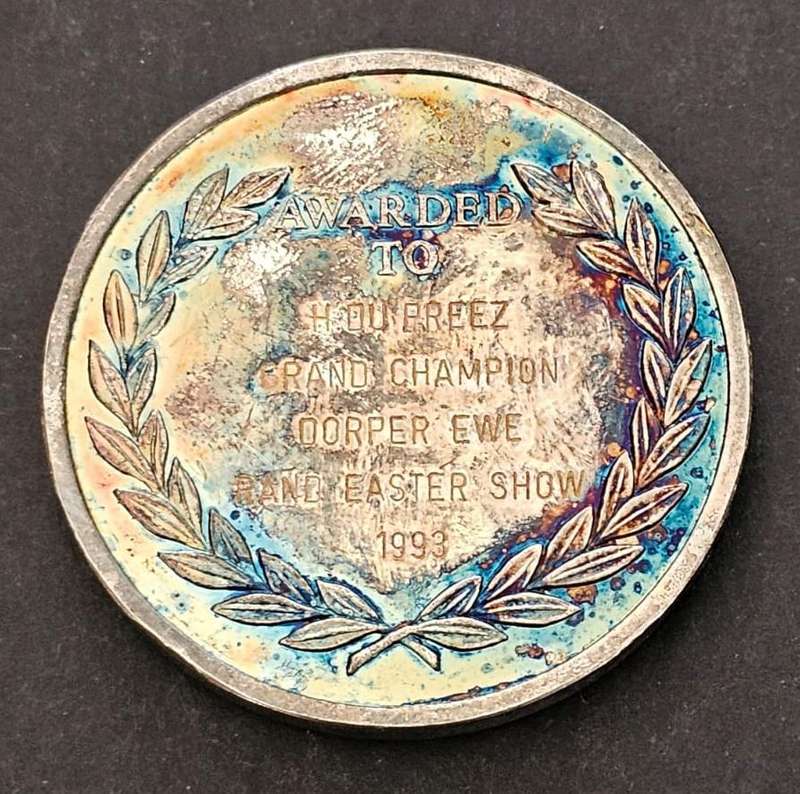 AWARDED
TO
H DU PREEZ
GRAND CHAMPION
DORPER EWE
RAND EASTER SHOW
1993